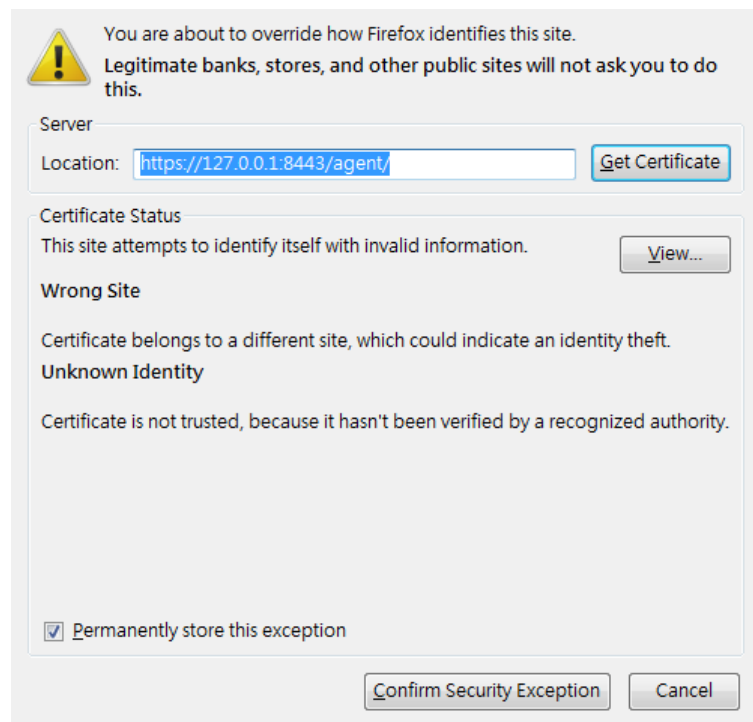 You are about to override how Firefox identifies this site.
Legitimate banks, stores, and other public sites will not ask you to do
this.
Server
Location: https://127.0.0.1:8443/agent/ Get Certificate
Certificate Status
This site attempts to identify itself with invalid information. View...
Wrong Site
Certificate belongs to a different site, which could indicate an identity theft.
Unknown Identity
Certificate is not trusted, because it hasn't been verified by a recognized authority.
Permanently store this exception
Confirm Security Exception Cancel